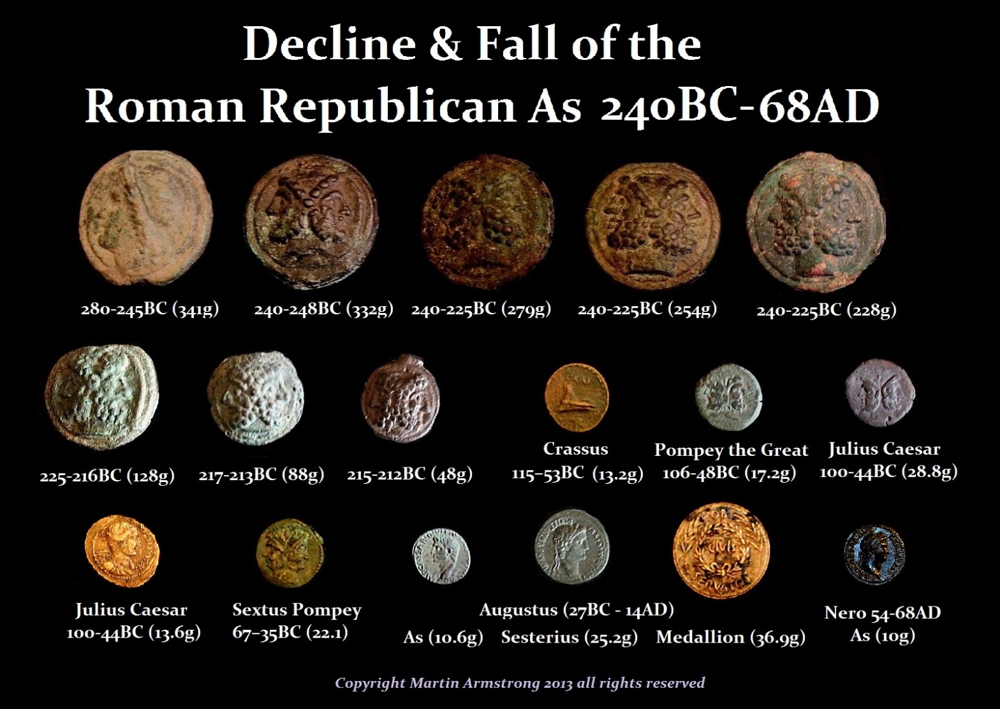 Decline & Fall of the
Roman Republican As 240BC-68AD
280-245BC (341g) 240-248BC (332g) 240-225BC (279g) 240-225BC (254g) 240-225BC (228g)
225-216BC (128g) 217-213BC (88g) 215-212BC (48g)
Crassus
115–53BC (13.2g)
Pompey the Great
106-48BC (17.2g)
Julius Caesar
100-44BC (28.8g)
Julius Caesar
100-44BC (13.6g)
Sextus Pompey
67–35BC (22.1)
Augustus (27BC - 14AD)
As (10.6g) Sesterius (25.2g) Medallion (36.9g)
Nero 54-68AD
As (10g)
Copyright Martin Armstrong 2013 all rights reserved